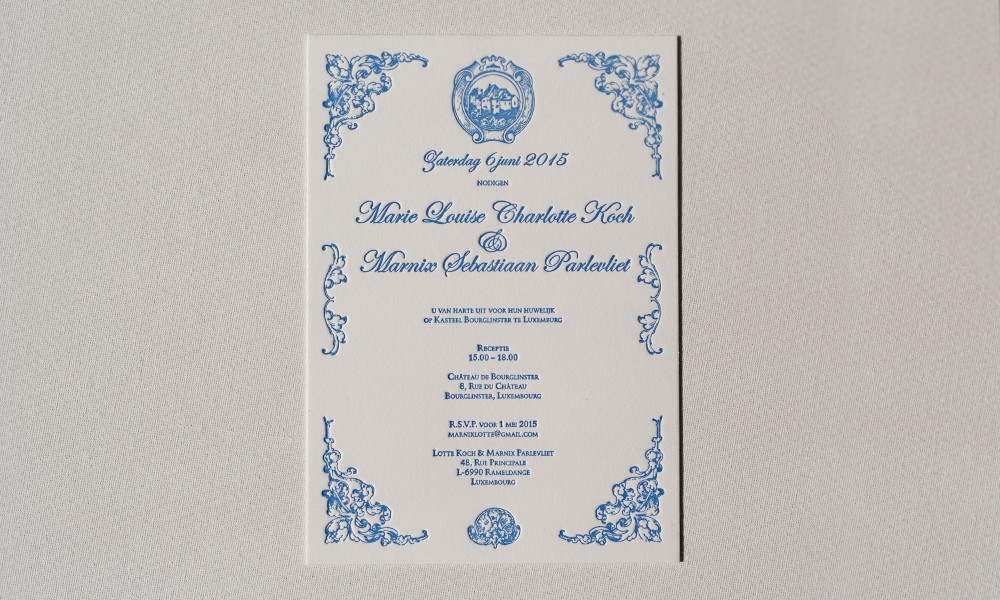 Zaterdag 6 juni 2015
NODIGEN
Marie Louise Charlotte Koch
&
Marnix Sebastiaan Parlevliet
U VAN HARTE UIT VOOR HUN HUWELIJK
OP KASTEEL BOURGLINSTER TE LUXEMBURG
RECEPTIE
15.00 – 18.00
CHÂTEAU DE BOURGLINSTER
8, RUE DU CHÂTEAU
BOURGLINSTER, LUXEMBOURG
R.S.V.P. VOOR 1 MEI 2015
MARNIXLOTTE@GMAIL.COM
LOTTE KOCH & MARNIX PARLEVLIET
48, RUE PRINCIPALE
L-6990 RAMELDANGE
LUXEMBOURG